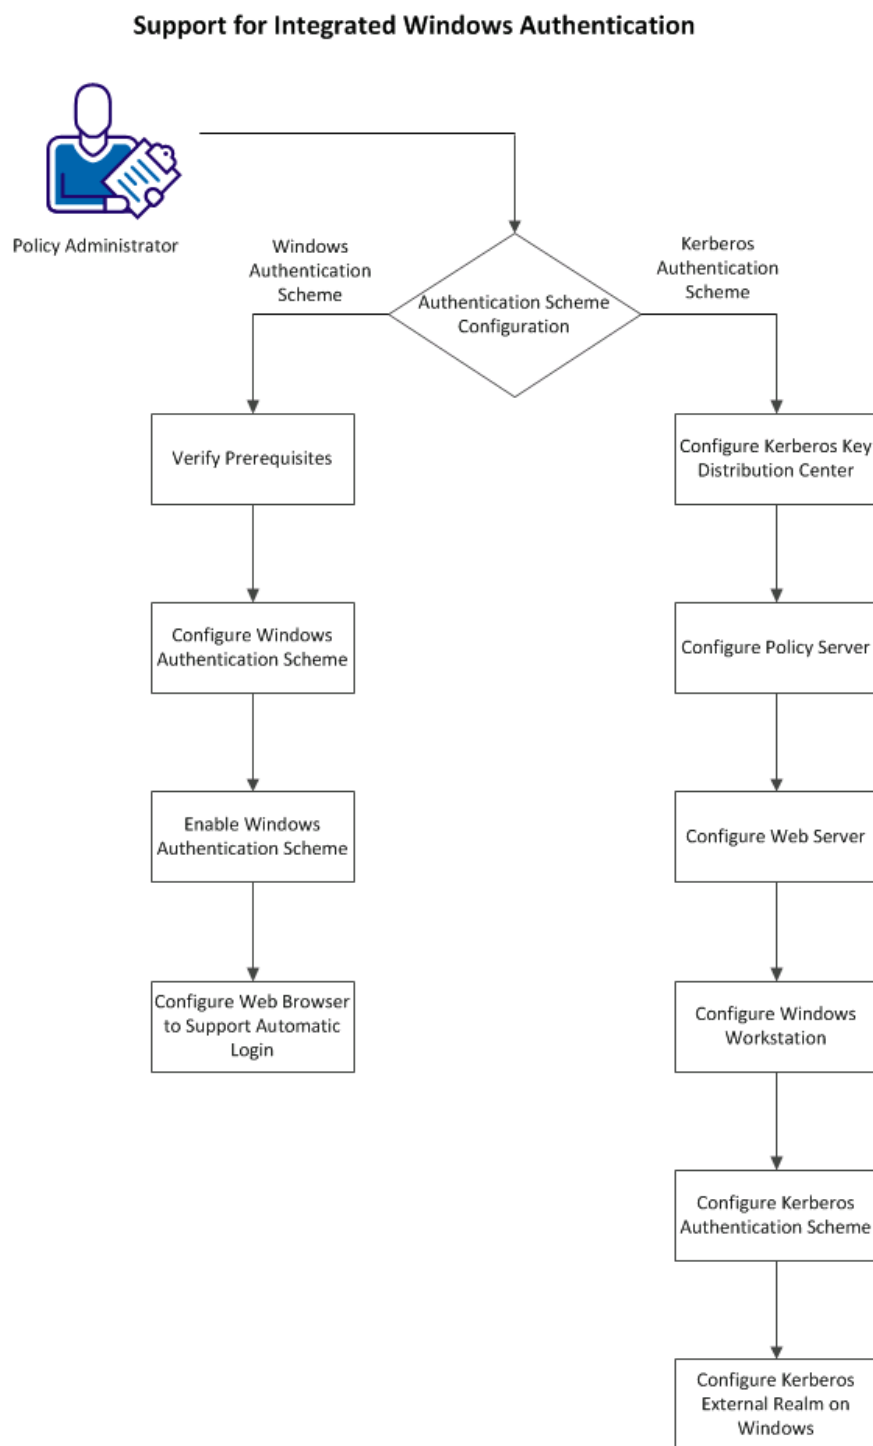 Support for Integrated Windows Authentication
Policy Administrator
Windows
Authentication
Scheme
Kerberos
Authentication
Scheme
Authentication Scheme
Configuration
Verify Prerequisites
Configure Windows
Authentication Scheme
Enable Windows
Authentication Scheme
Configure Web Browser
to Support Automatic
Login
Configure Kerberos Key
Distribution Center
Configure Policy Server
Configure Web Server
Configure Windows
Workstation
Configure Kerberos
Authentication Scheme
Configure Kerberos
External Realm on
Windows